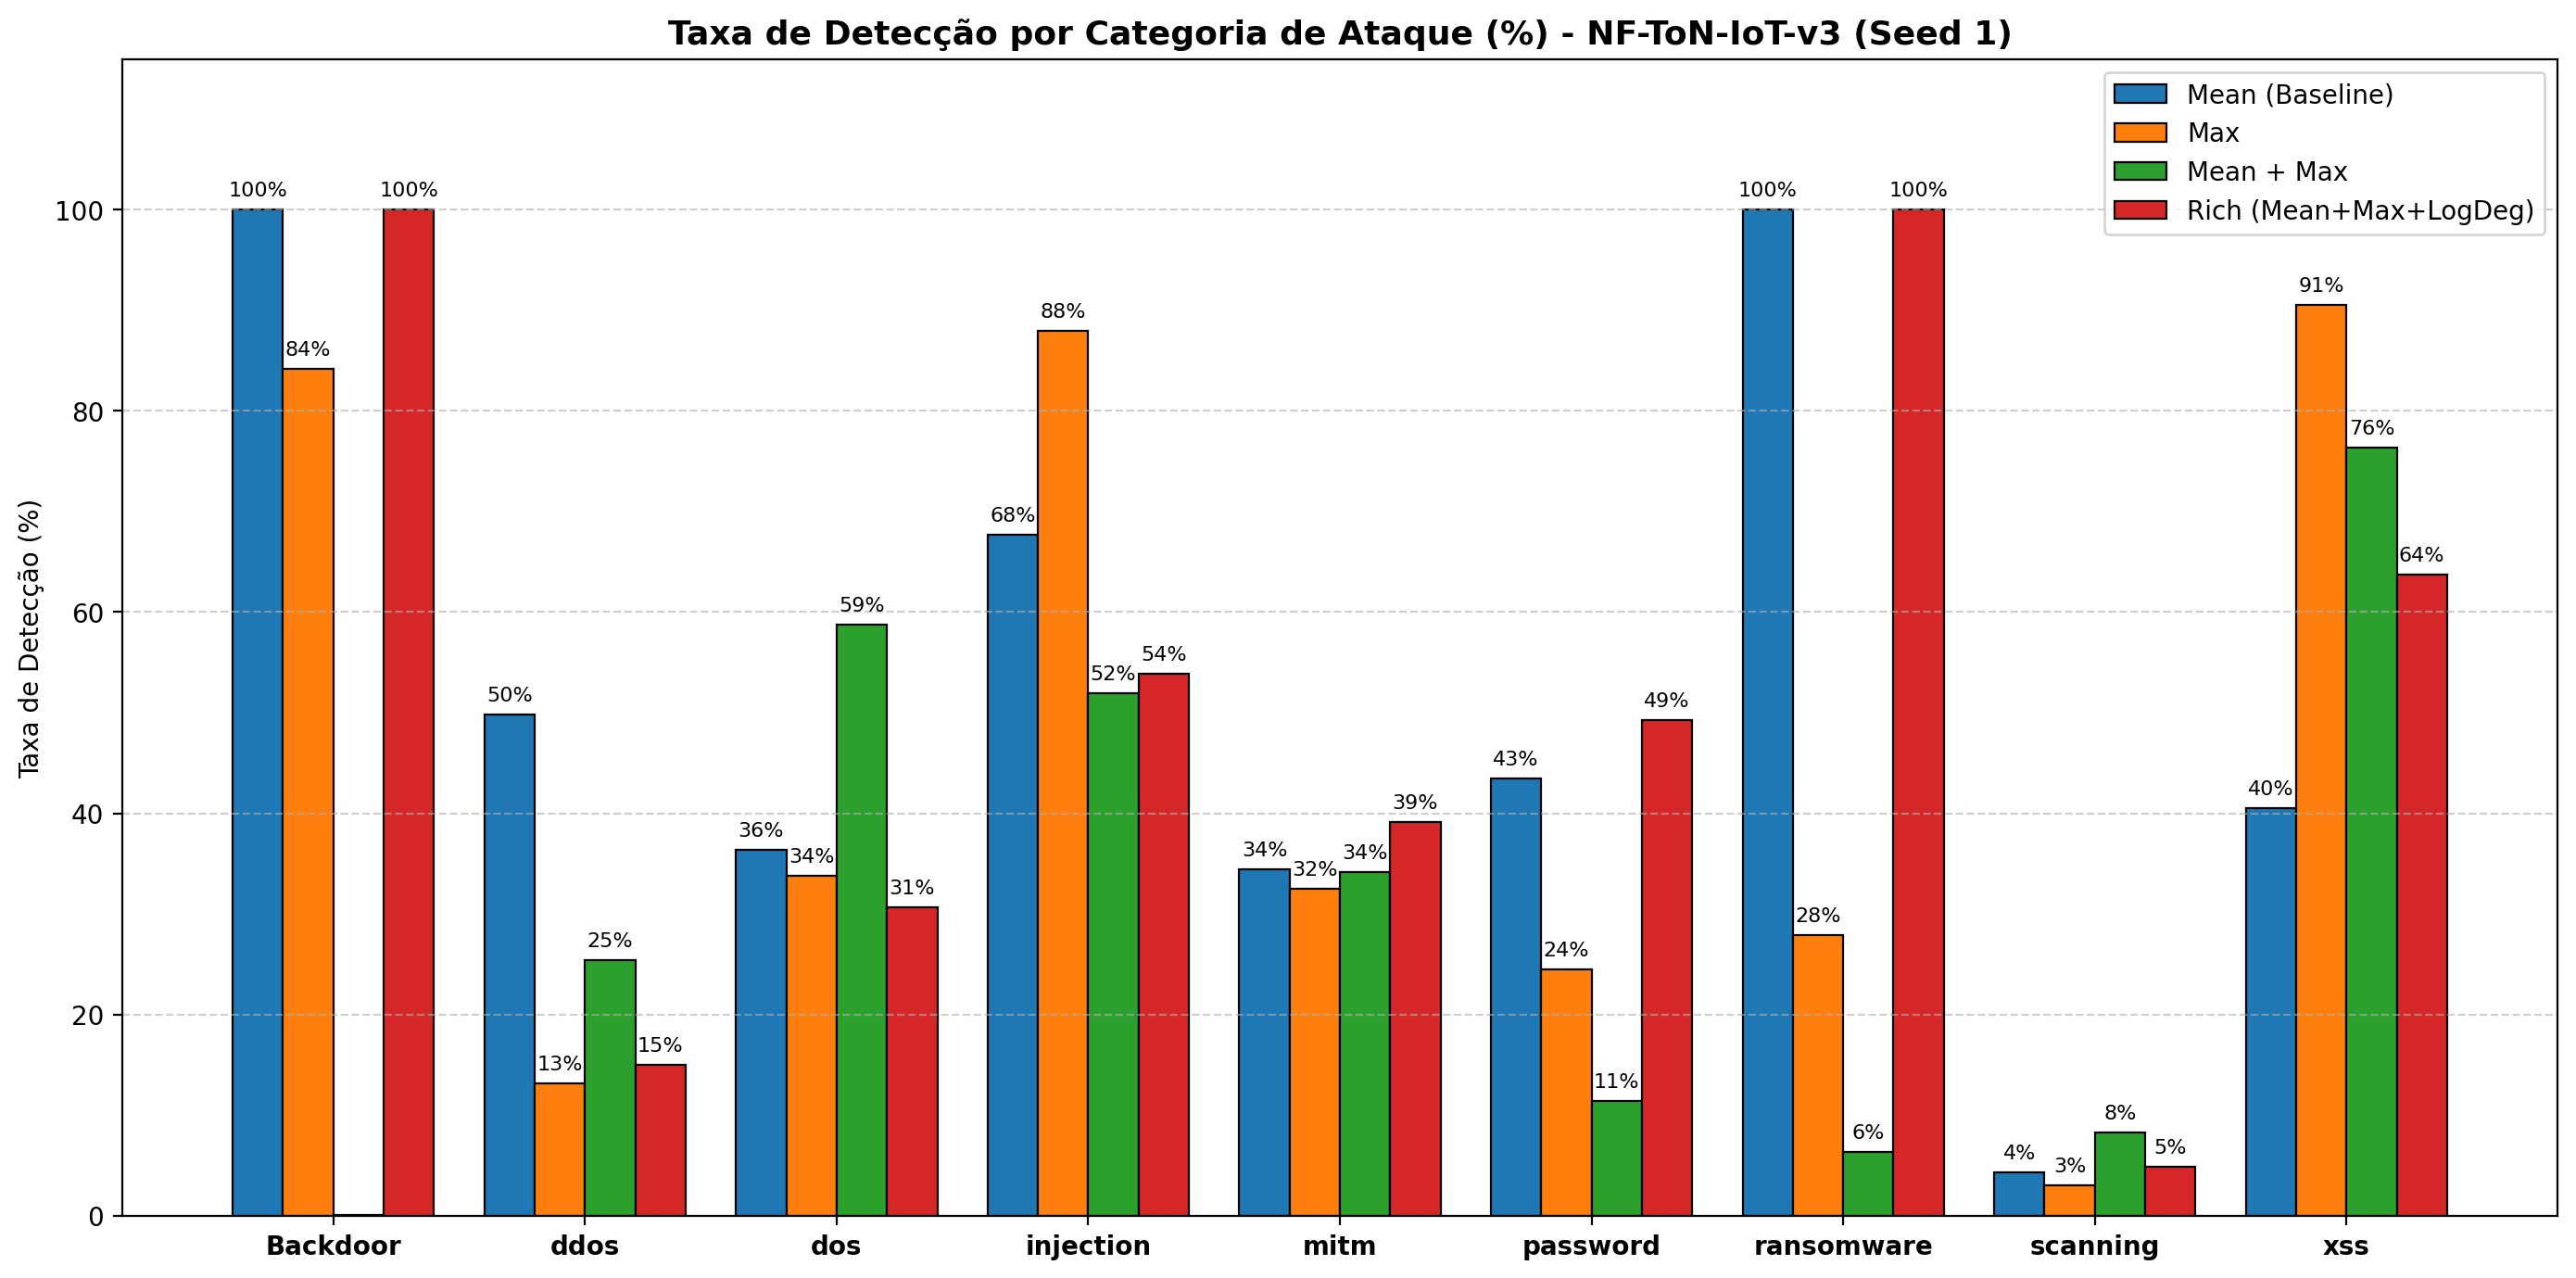 Taxa de Detecção por Categoria de Ataque (%) - NF-ToN-IoT-v3 (Seed 1)
Mean (Baseline)
Max
Mean + Max
Rich (Mean+Max+LogDeg)
Taxa de Detecção (%)
100
80
60
40
20
0
100%
84%
100%
50%
13%
25%
15%
36%
34%
59%
31%
68%
88%
52%
54%
34%
32%
34%
39%
43%
24%
11%
49%
100%
28%
6%
100%
4%
3%
8%
5%
40%
91%
76%
64%
Backdoor
ddos
dos
injection
mitm
password
ransomware
scanning
xss